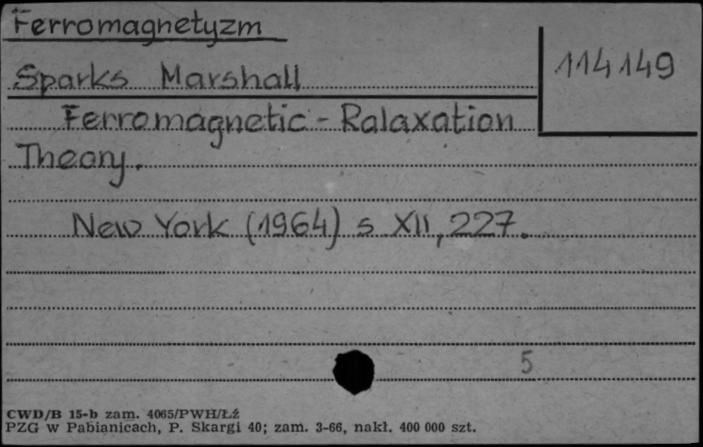 Ferromagnetyzm
Sparks Marshall
114149
Ferromagnetic - Ralaxation
Theory.
New York (1964) s XII, 227.
5
CWD/B 15-b zam. 4065/PWH/Łź
PZG w Pabianicach, P. Skargi 40; zam. 3-66, nakł. 400 000 szt.